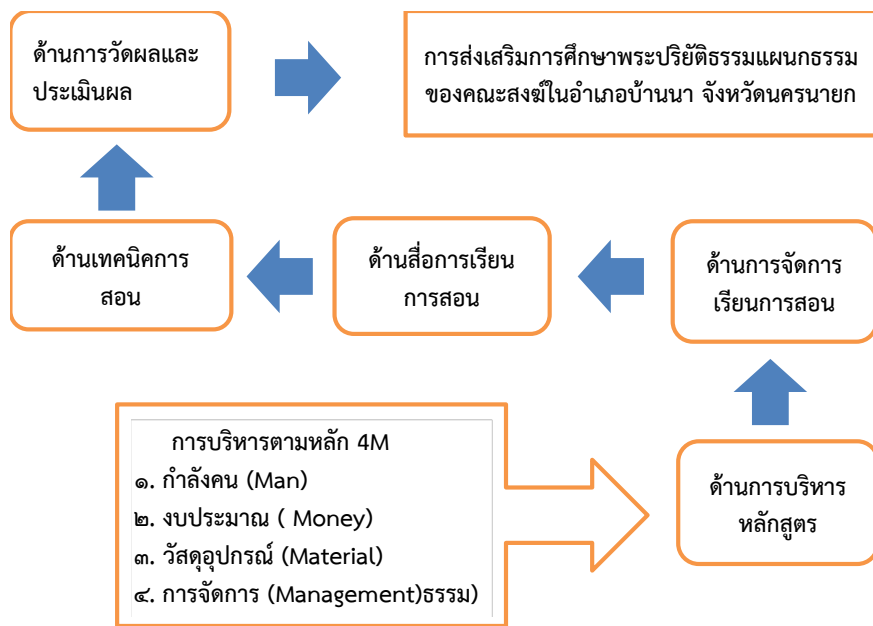 ด้านการวัดผลและ
ประเมินผล
การส่งเสริมการศึกษาพระปริยัติธรรมแผนกธรรม
ของคณะสงฆ์ในอำเภอบ้านนา จังหวัดนครนายก
ด้านเทคนิคการ
สอน
ด้านสื่อการเรียน
การสอน
ด้านการจัดการ
เรียนการสอน
การบริหารตามหลัก 4M
๑. กำลังคน (Man)
๒. งบประมาณ ( Money)
๓. วัสดุอุปกรณ์ (Material)
๔. การจัดการ (Management)ธรรม)
ด้านการบริหาร
หลักสูตร